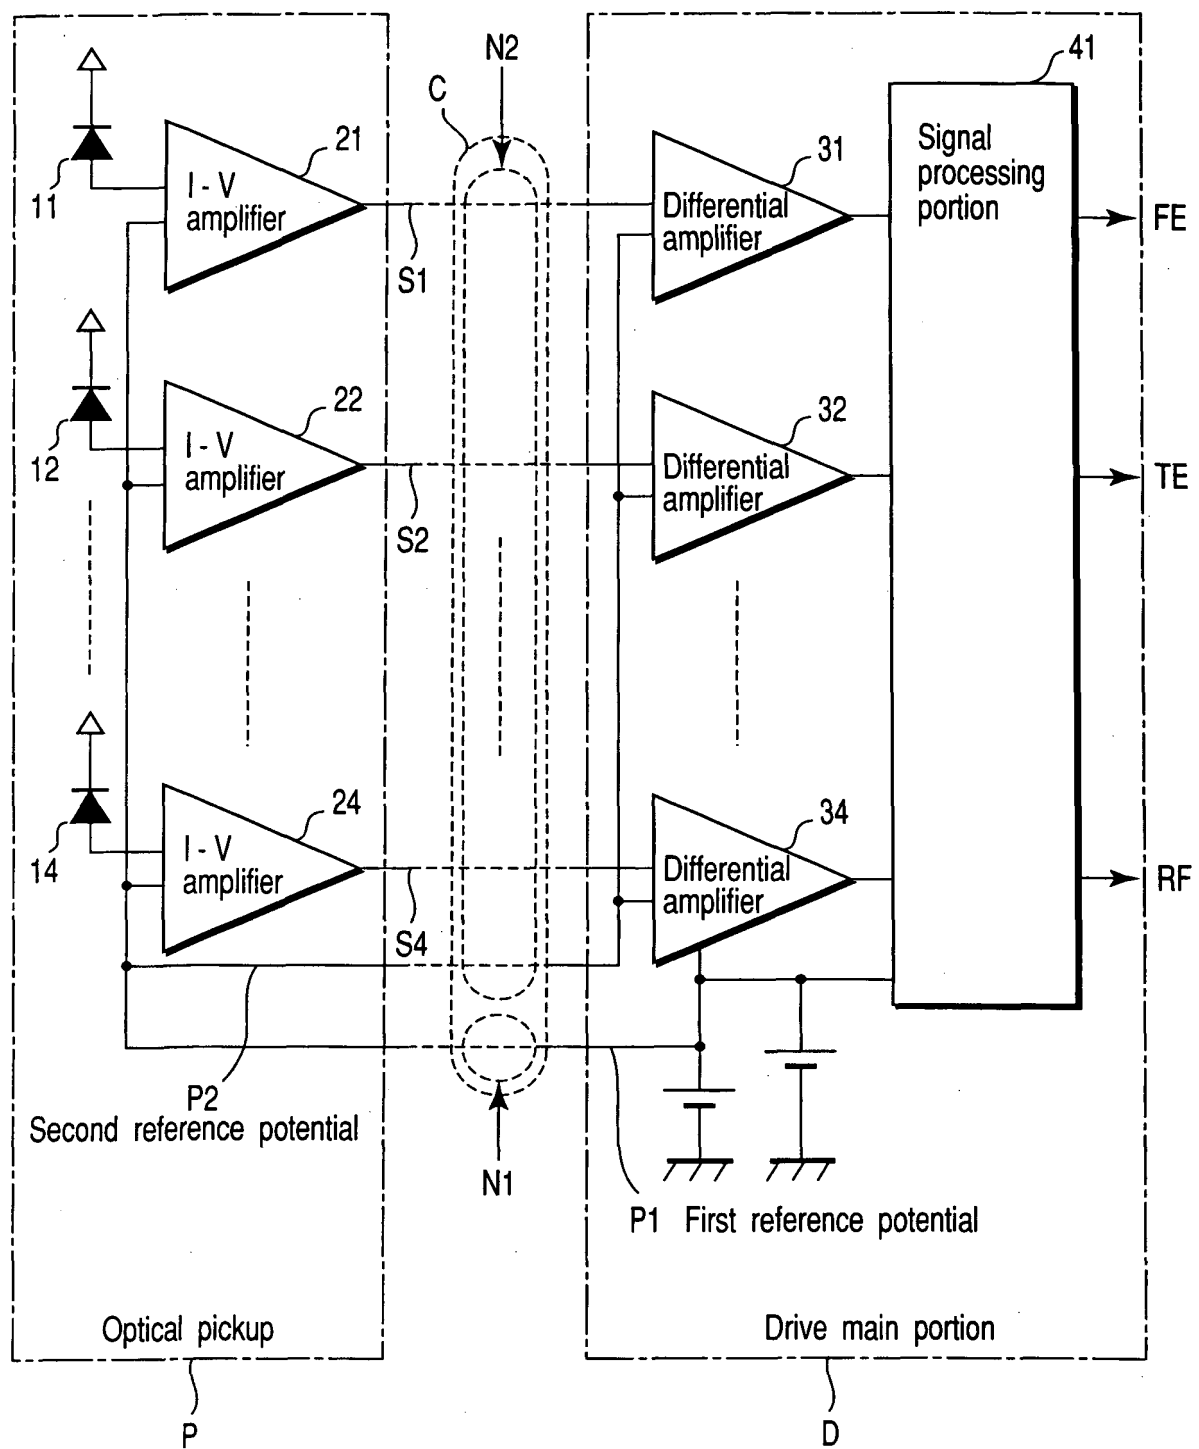 N2
C
41
11
21
I - V
amplifier
S1
31
Differential
amplifier
Signal
processing
portion
FE
12
22
I - V
amplifier
S2
32
Differential
amplifier
TE
14
24
I - V
amplifier
S4
34
Differential
amplifier
RF
P2
Second reference potential
N1
P1 First reference potential
Optical pickup
Drive main portion
P
D